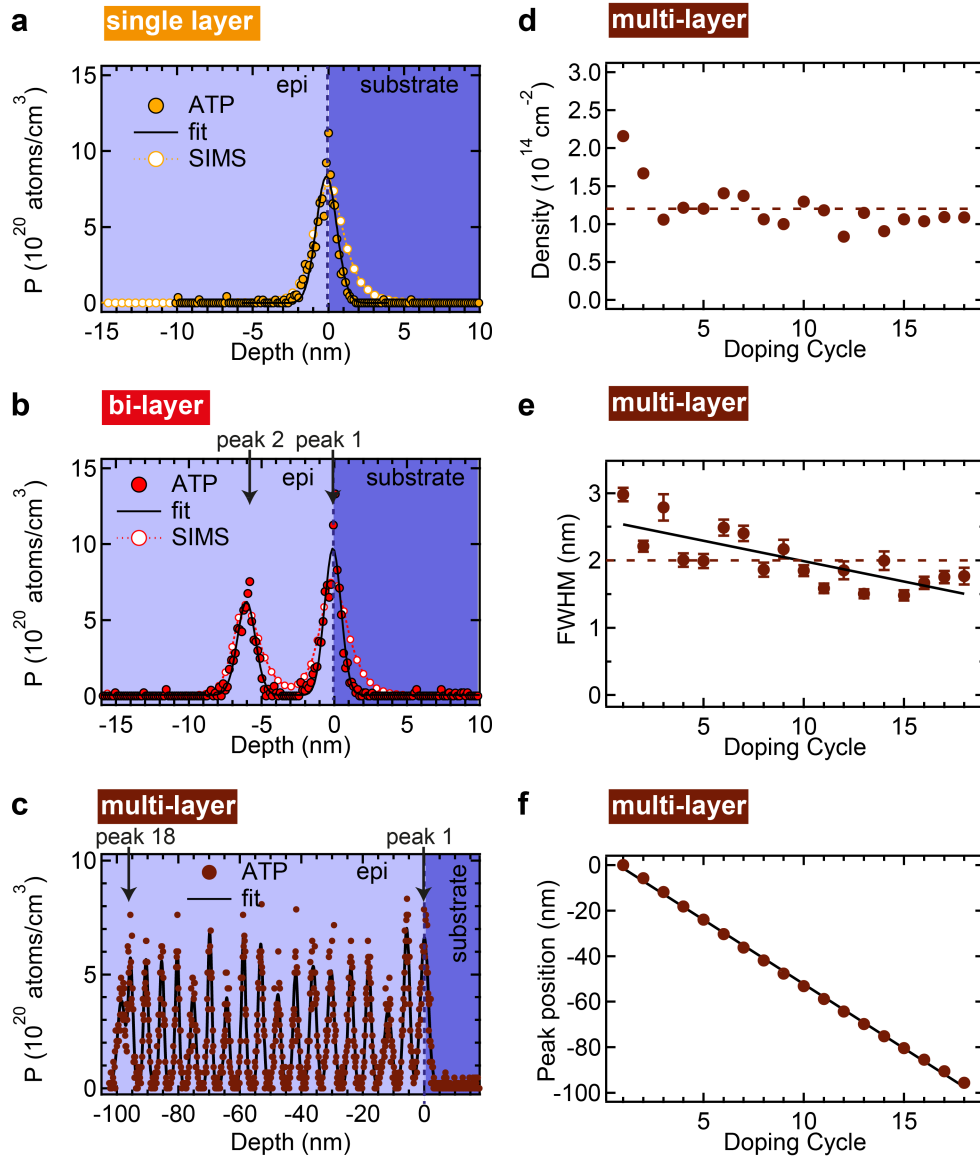 a
single layer
15
10
5
0
P (10^20 atoms/cm^3)
epi
substrate
ATP
fit
SIMS
-15 -10 -5 0 5 10
Depth (nm)
b
bi-layer
peak 2
peak 1
15
10
5
0
P (10^20 atoms/cm^3)
epi
substrate
ATP
fit
SIMS
-15 -10 -5 0 5 10
Depth (nm)
c
multi-layer
peak 18
peak 1
10
5
0
P (10^20 atoms/cm^3)
ATP
fit
epi
substrate
-100 -80 -60 -40 -20 0
Depth (nm)
d
multi-layer
3.0
2.5
2.0
1.5
1.0
0.5
0.0
Density (10^14 cm^-2)
5 10 15
Doping Cycle
e
multi-layer
3
2
1
0
FWHM (nm)
5 10 15
Doping Cycle
f
multi-layer
0
-20
-40
-60
-80
-100
Peak position (nm)
5 10 15
Doping Cycle